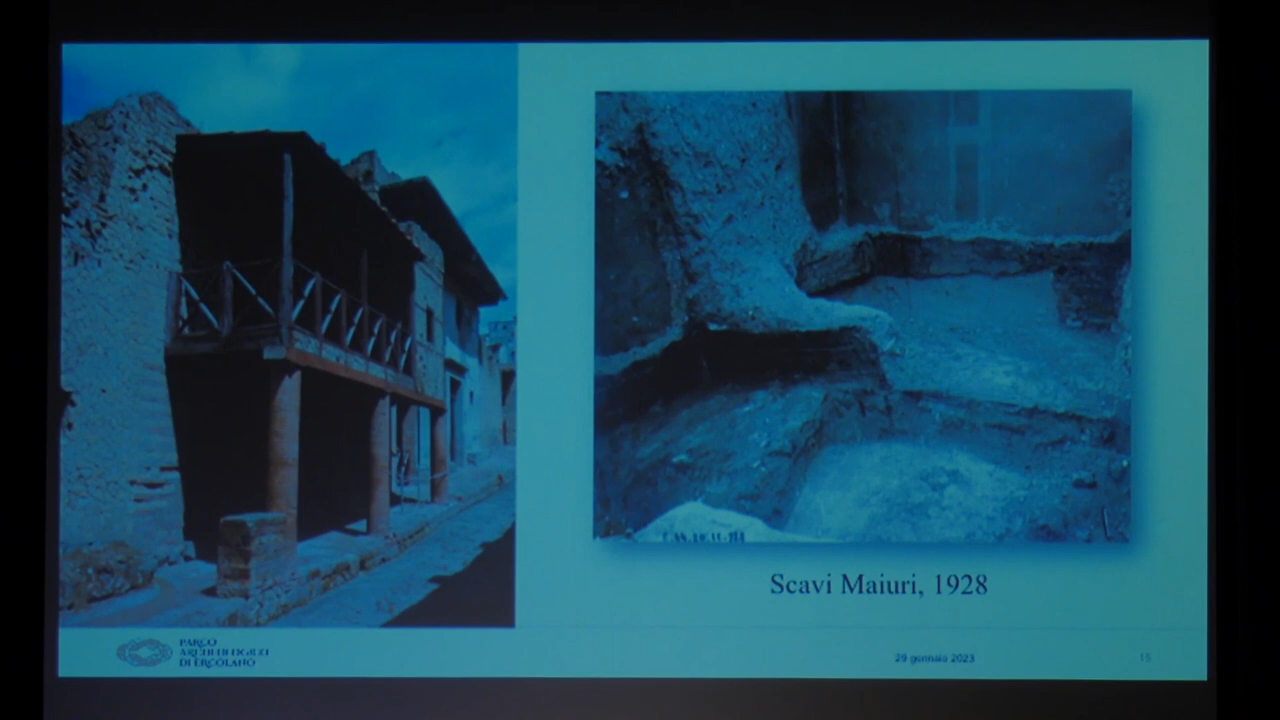 Scavi Maiuri, 1928
PARCO
ARCHEOLOGICO
DI ERCOLANO
29 gennaio 2023
15